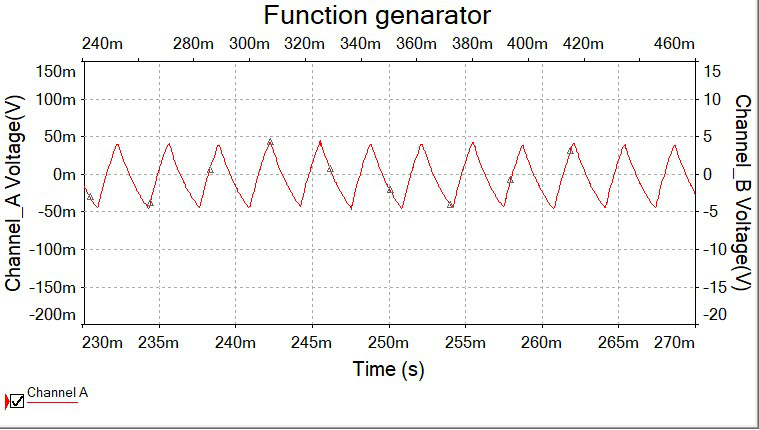 Function genarator
240m 280m 300m 320m 340m 360m 380m 400m 420m 460m
150m 15
100m 10
50m 5
0m 0
-50m -5
-100m -10
-150m -15
-200m -20
Channel_A Voltage(V)
Channel_B Voltage(V)
230m 235m 240m 245m 250m 255m 260m 265m 270m
Time (s)
Channel A